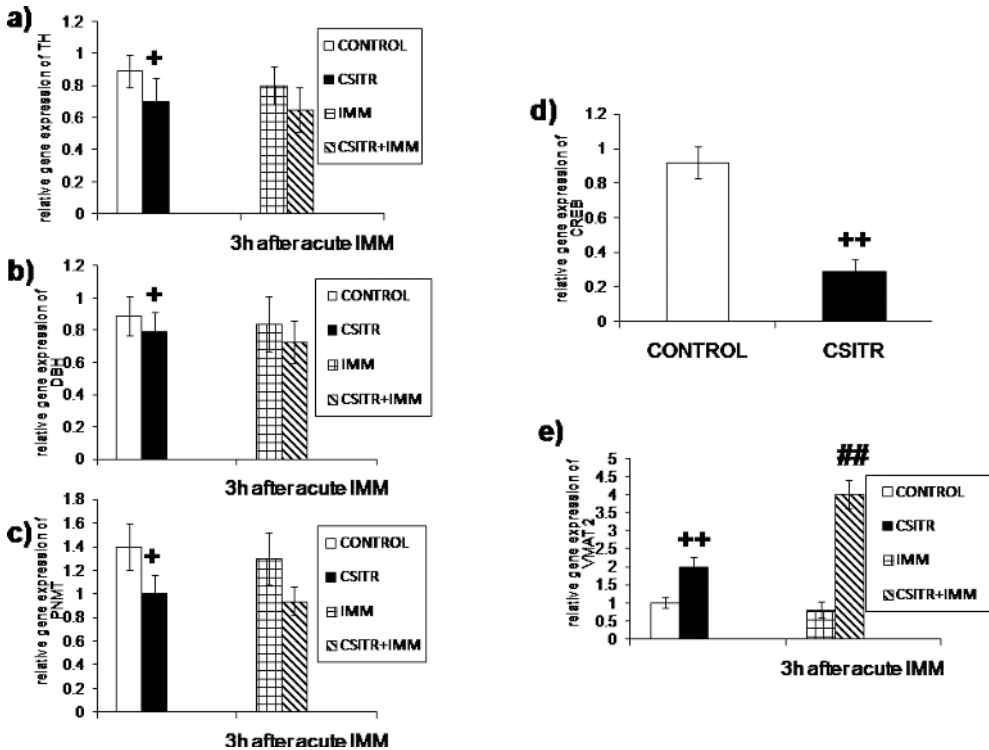 a)
relative gene expression of TH
1.2
1
0.8
0.6
0.4
0.2
0
+
CONTROL
CSITR
IMM
CSITR+IMM
3h after acute IMM
b)
relative gene expression of
DBH
1.2
1
0.8
0.6
0.4
0.2
0
+
CONTROL
CSITR
IMM
CSITR+IMM
3h after acute IMM
c)
relative gene expression of
PNMT
1.8
1.6
1.4
1.2
1
0.8
0.6
0.4
0.2
0
+
CONTROL
CSITR
IMM
CSITR+IMM
3h after acute IMM
d)
relative gene expression of
CREB
1.2
1
0.8
0.6
0.4
0.2
0
++
CONTROL CSITR
e)
relative gene expression of
VMAT 2
5
4.5
4
3.5
3
2.5
2
1.5
1
0.5
0
++
##
CONTROL
CSITR
IMM
CSITR+IMM
3h after acute IMM